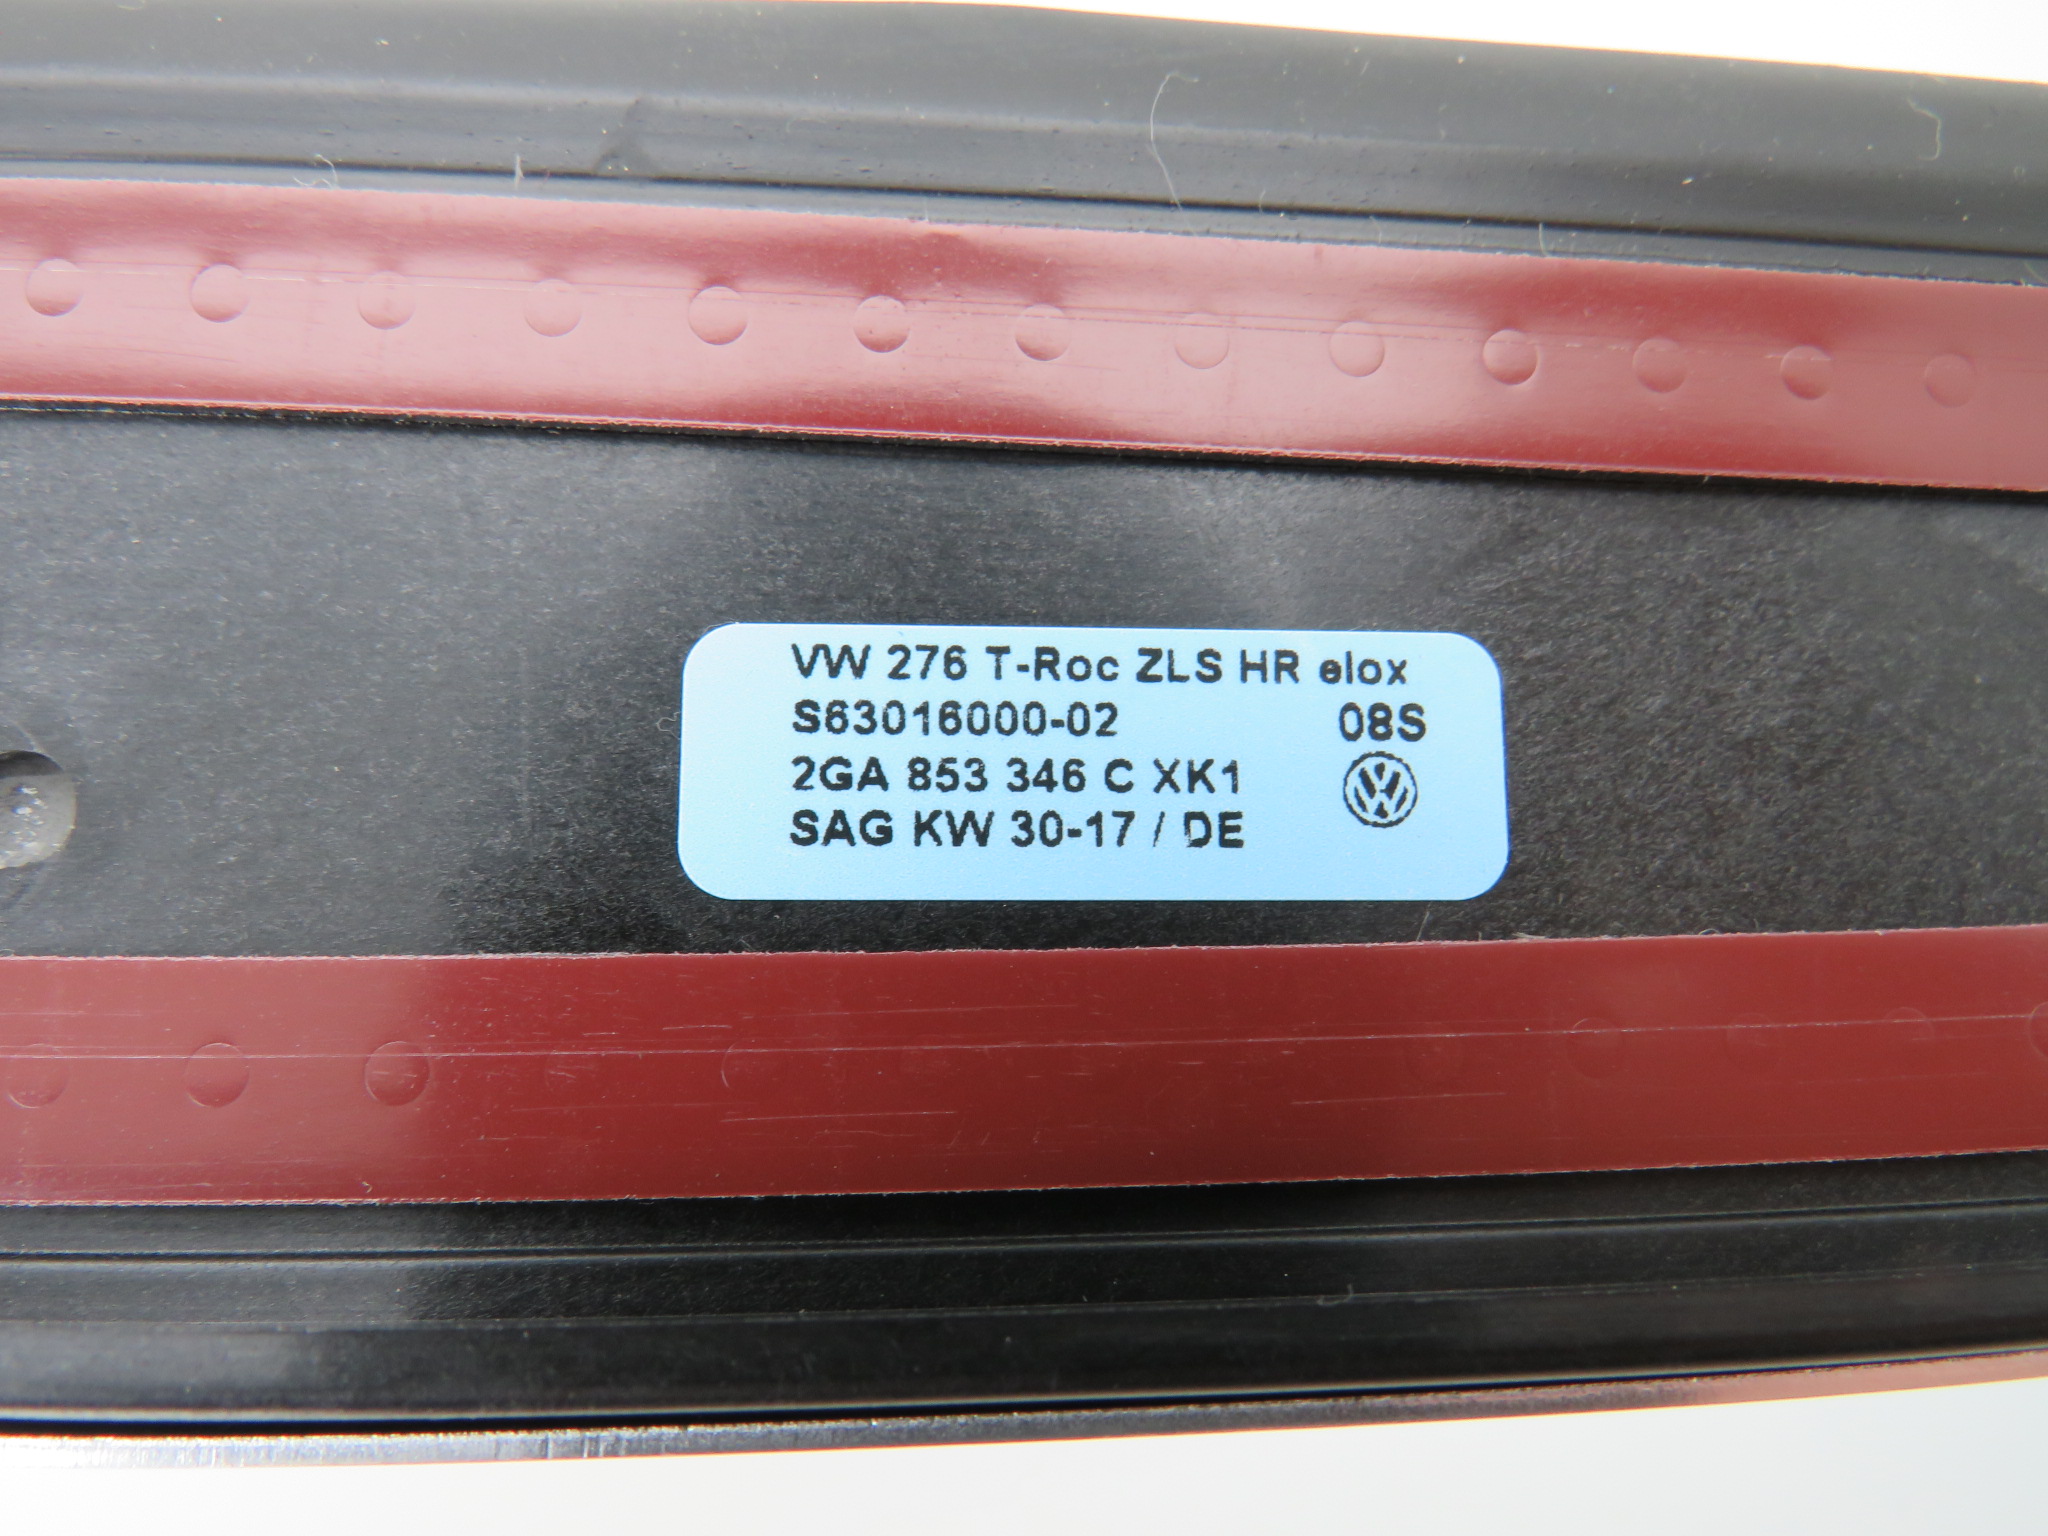 VW 276 T-Roc ZLS HR elox
S63016000-02 08S
2GA 853 346 C XK1
SAG KW 30-17 / DE